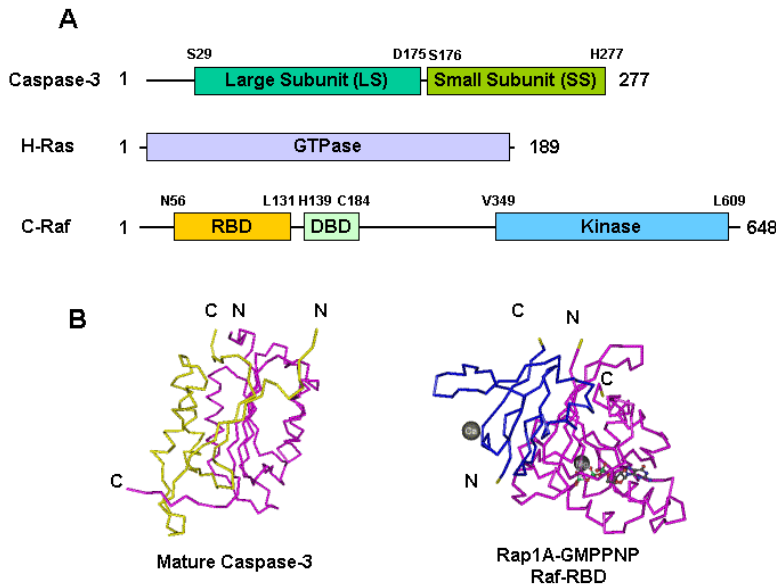 A
S29 D175 S176 H277
Caspase-3 1 Large Subunit (LS) Small Subunit (SS) 277
H-Ras 1 GTPase 189
N56 L131 H139 C184 V349 L609
C-Raf 1 RBD DBD Kinase 648
B
C N N C N
C
Ca
N
C
Mature Caspase-3
Rap1A-GMPPNP
Raf-RBD